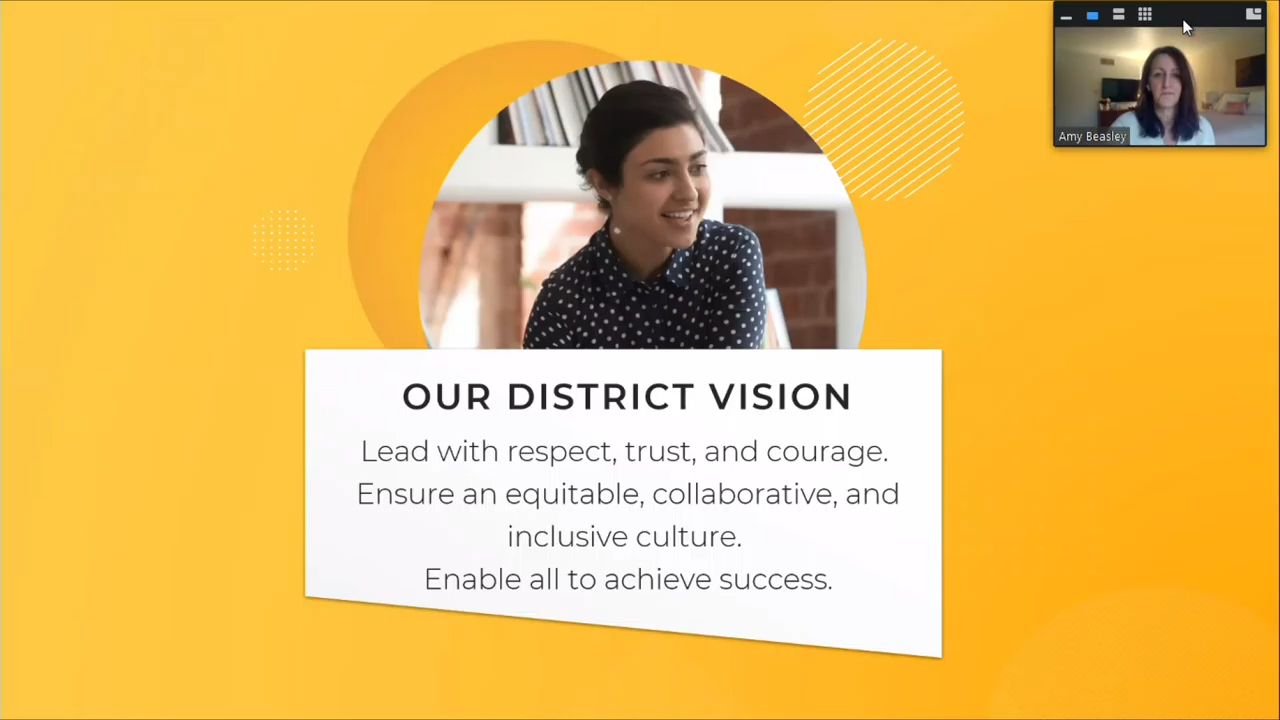 Amy Beasley
OUR DISTRICT VISION
Lead with respect, trust, and courage.
Ensure an equitable, collaborative, and
inclusive culture.
Enable all to achieve success.